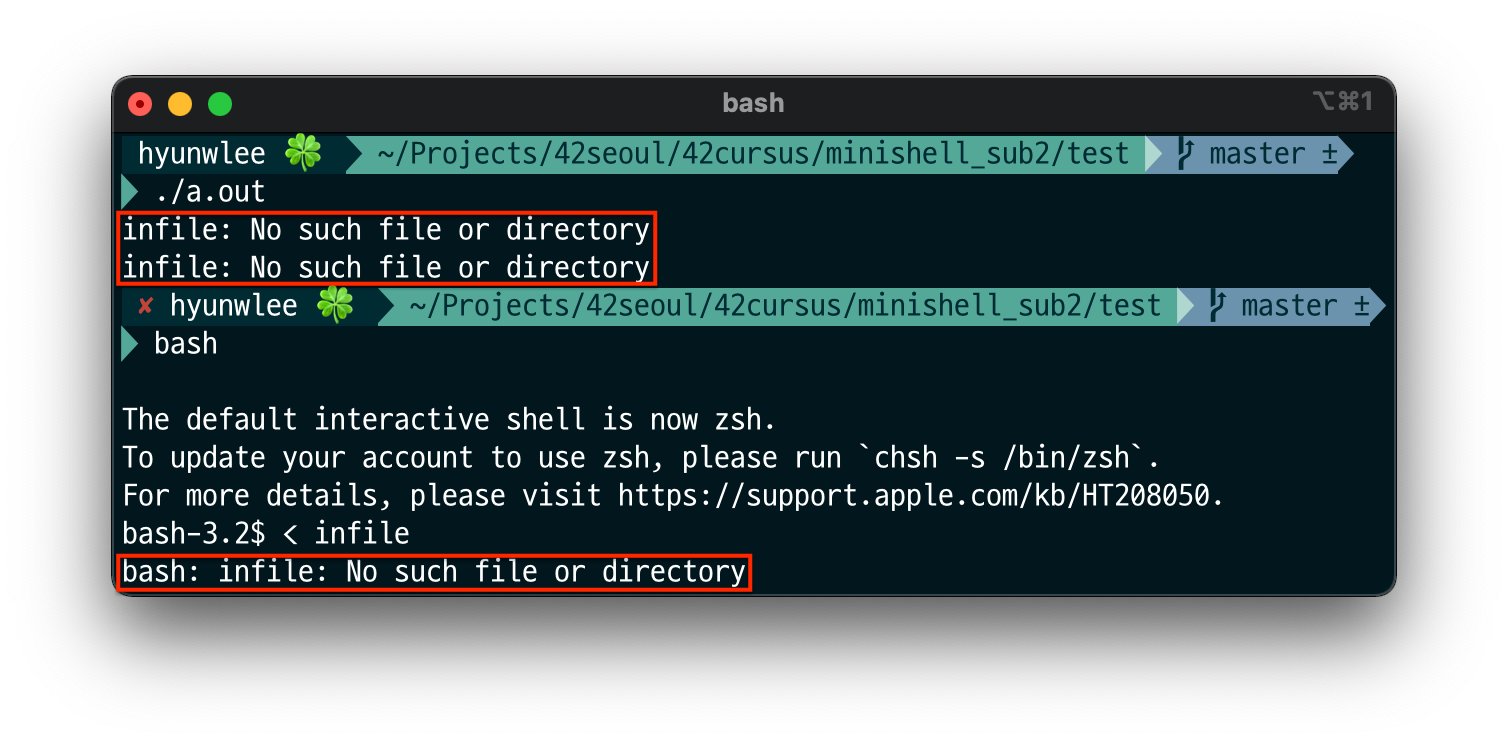 bash
⌥⌘1
hyunwlee 🍀 ~/Projects/42seoul/42cursus/minishell_sub2/test master ±
./a.out
infile: No such file or directory
infile: No such file or directory
✘ hyunwlee 🍀 ~/Projects/42seoul/42cursus/minishell_sub2/test master ±
bash
The default interactive shell is now zsh.
To update your account to use zsh, please run `chsh -s /bin/zsh`.
For more details, please visit https://support.apple.com/kb/HT208050.
bash-3.2$ < infile
bash: infile: No such file or directory